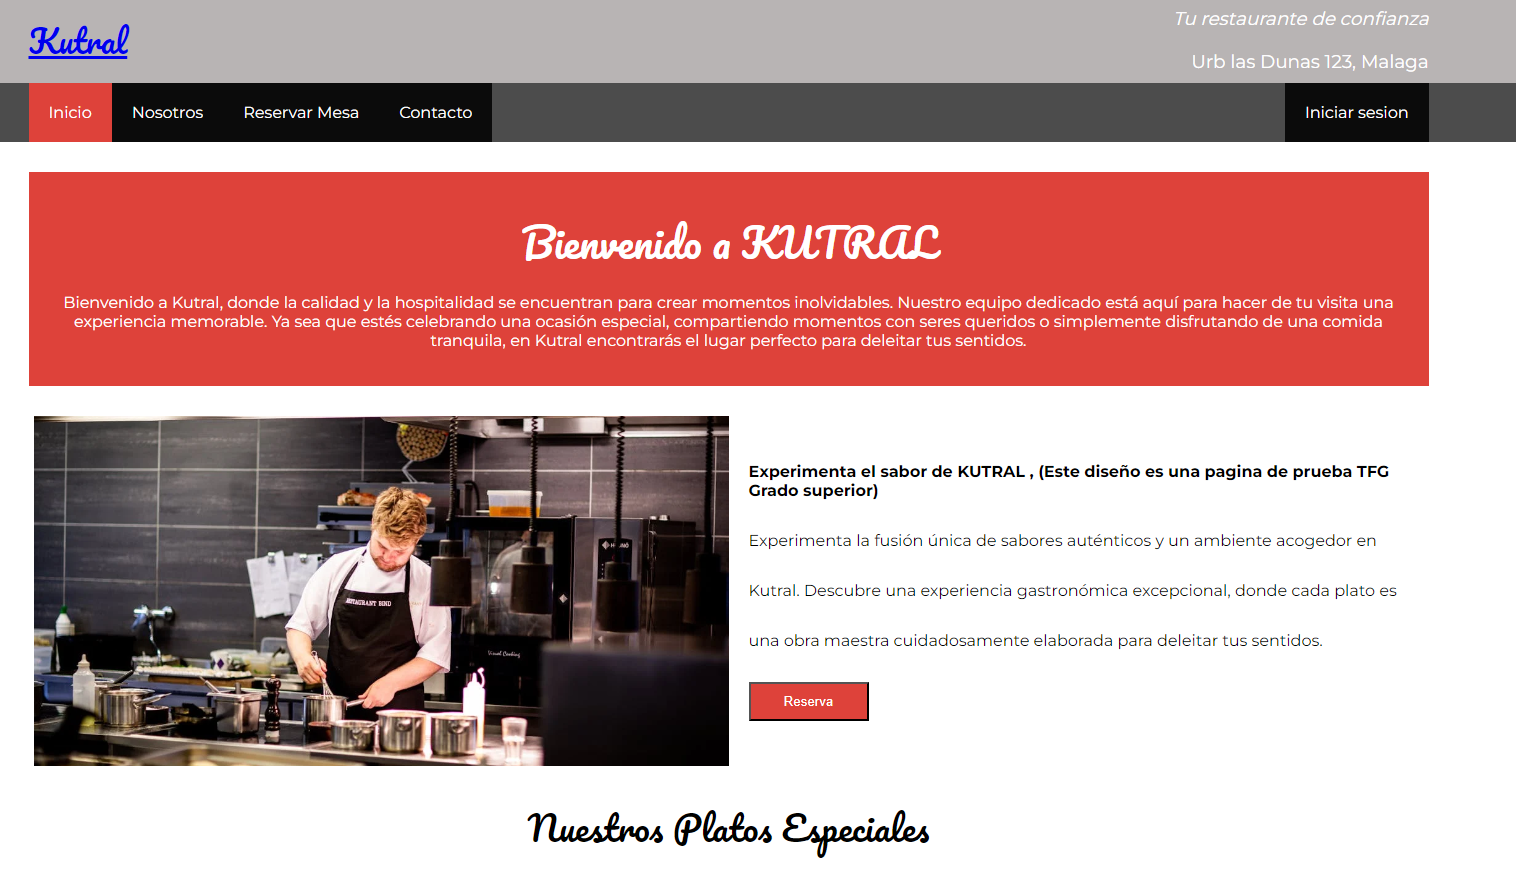 Kutral
Tu restaurante de confianza
Urb las Dunas 123, Malaga
Inicio
Nosotros
Reservar Mesa
Contacto
Iniciar sesion
Bienvenido a KUTRAL
Bienvenido a Kutral, donde la calidad y la hospitalidad se encuentran para crear momentos inolvidables. Nuestro equipo dedicado está aquí para hacer de tu visita una
experiencia memorable. Ya sea que estés celebrando una ocasión especial, compartiendo momentos con seres queridos o simplemente disfrutando de una comida
tranquila, en Kutral encontrarás el lugar perfecto para deleitar tus sentidos.
RESTAURANT BIND
Visual Cooking
Experimenta el sabor de KUTRAL , (Este diseño es una pagina de prueba TFG
Grado superior)
Experimenta la fusión única de sabores auténticos y un ambiente acogedor en
Kutral. Descubre una experiencia gastronómica excepcional, donde cada plato es
una obra maestra cuidadosamente elaborada para deleitar tus sentidos.
Reserva
Nuestros Platos Especiales